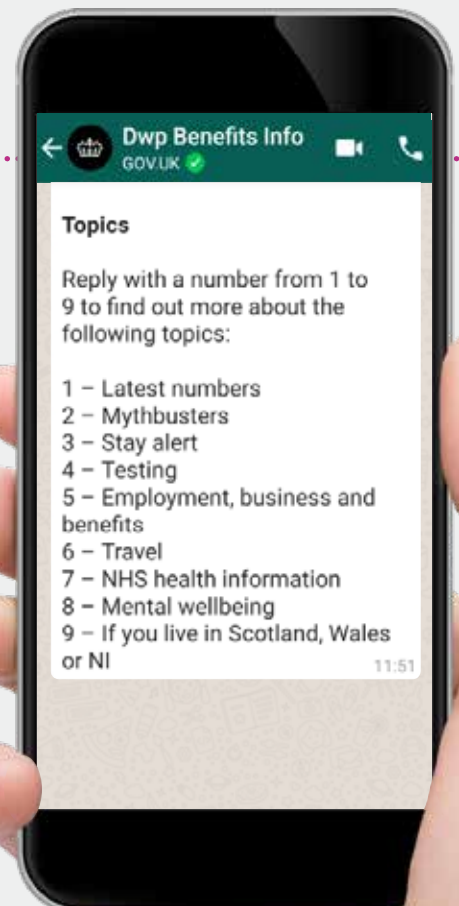 Dwp Benefits Info
GOV.UK
Topics
Reply with a number from 1 to
9 to find out more about the
following topics:
1 – Latest numbers
2 – Mythbusters
3 – Stay alert
4 – Testing
5 – Employment, business and
benefits
6 – Travel
7 – NHS health information
8 – Mental wellbeing
9 – If you live in Scotland, Wales
or NI
11:51